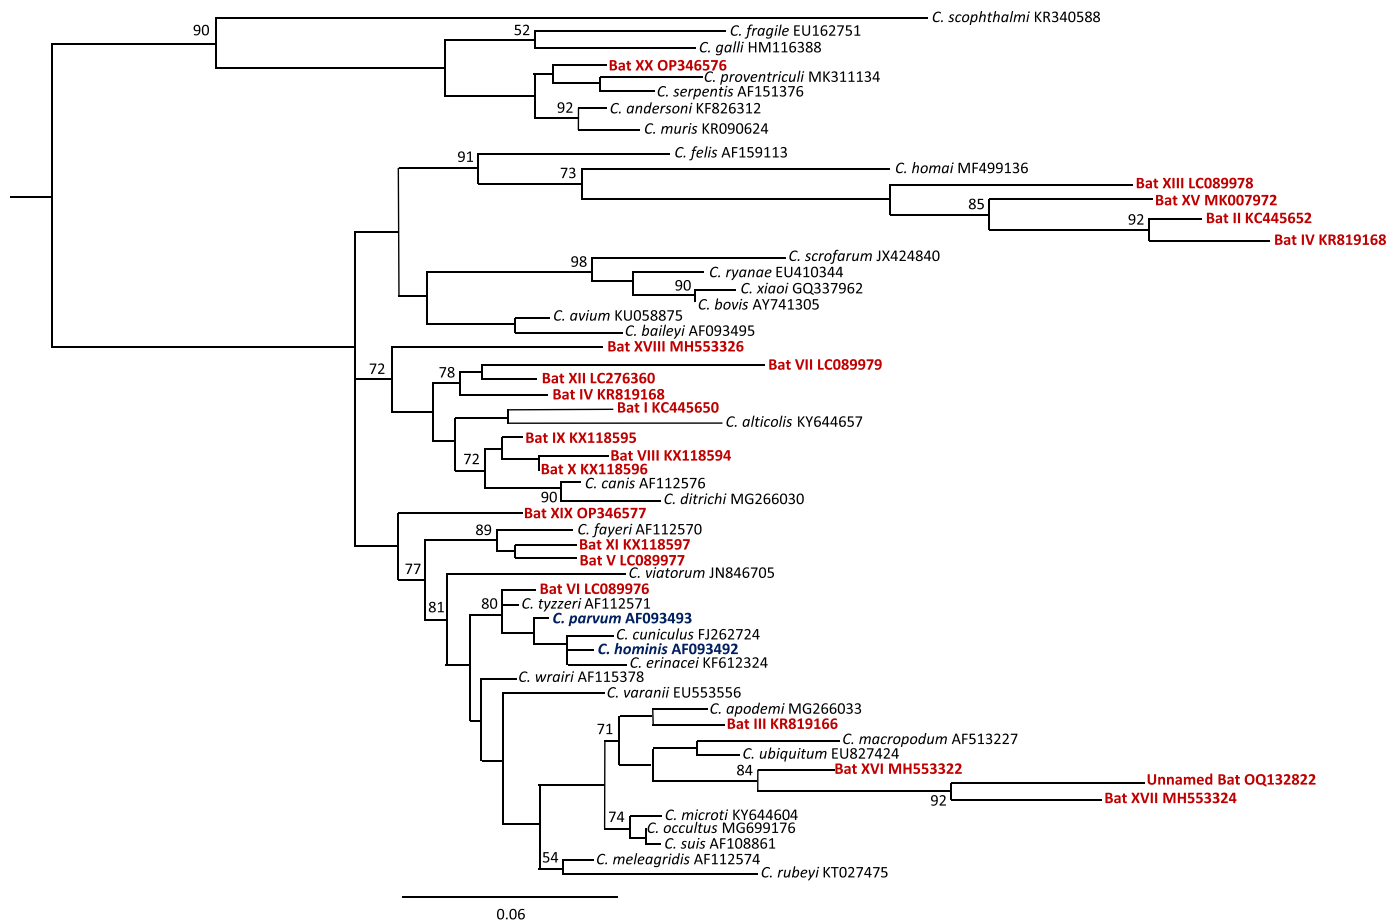 C. scophthalmi KR340588
90
C. fragile EU162751
52
C. galli HM116388
Bat XX OP346576
C. proventriculi MK311134
C. serpentis AF151376
C. andersoni KF826312
92
C. muris KR090624
C. felis AF159113
91
C. homai MF499136
73
Bat XIII LC089978
Bat XV MK007972
85
Bat II KC445652
92
Bat IV KR819168
C. scrofarum JX424840
98
C. ryanae EU410344
90
C. xiaoi GQ337962
C. bovis AY741305
C. avium KU058875
C. baileyi AF093495
Bat XVIII MH553326
72
Bat VII LC089979
78
Bat XII LC276360
Bat IV KR819168
Bat I KC445650
C. alticolis KY644657
Bat IX KX118595
Bat VIII KX118594
72
Bat X KX118596
C. canis AF112576
90
C. ditrichi MG266030
Bat XIX OP346577
89
C. fayeri AF112570
Bat XI KX118597
Bat V LC089977
77
C. viatorum JN846705
Bat VI LC089976
81
80
C. tyzzeri AF112571
C. parvum AF093493
C. cuniculus FJ262724
C. hominis AF093492
C. erinacei KF612324
C. wrairi AF115378
C. varanii EU553556
C. apodemi MG266033
71
Bat III KR819166
C. macropodum AF513227
C. ubiquitum EU827424
84
Bat XVI MH553322
Unnamed Bat OQ132822
92
Bat XVII MH553324
74
C. microti KY644604
C. occultus MG699176
C. suis AF108861
54
C. meleagridis AF112574
C. rubeyi KT027475
0.06